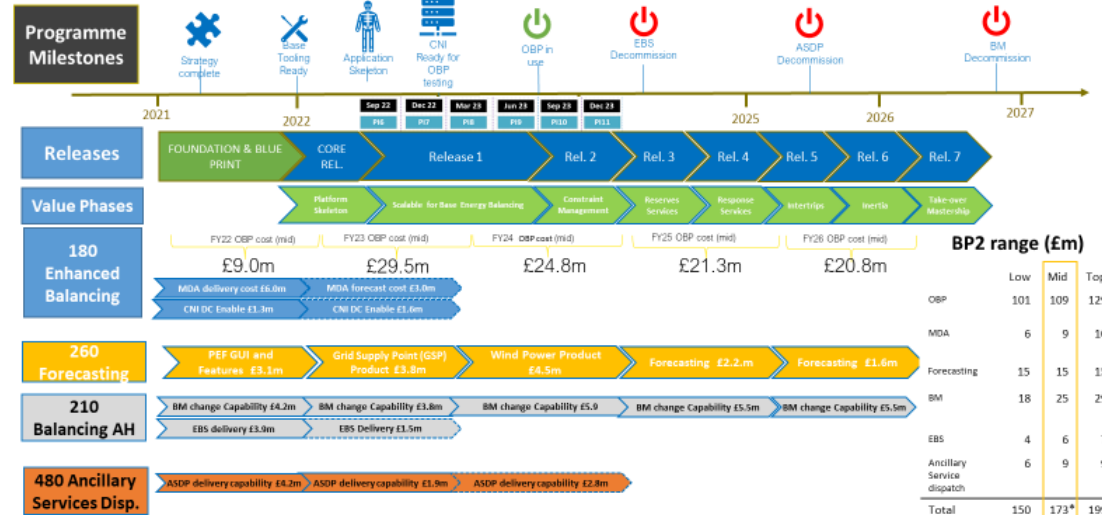 Programme
Milestones
Strategy
complete
Base
Tooling
Ready
Application
Skeleton
CNI
Ready for
OBP
testing
OBP in
use
EBS
Decommission
ASDP
Decommission
BM
Decommission
2021
2022
Sep 22
Dec 22
Mar 23
Jun 23
Sep 23
Dec 23
PI6
PI7
PI8
PI9
PI10
PI11
2025
2026
2027
Releases
FOUNDATION & BLUE
PRINT
CORE
REL.
Release 1
Rel. 2
Rel. 3
Rel. 4
Rel. 5
Rel. 6
Rel. 7
Value Phases
Platform
Skeleton
Scalable for Base Energy Balancing
Constraint
Management
Reserves
Services
Response
Services
Intertrips
Inertia
Take-over
Mastership
180
Enhanced
Balancing
FY22 OBP cost (mid)
FY23 OBP cost (mid)
FY24 OBP cost (mid)
FY25 OBP cost (mid)
FY26 OBP cost (mid)
£9.0m
£29.5m
£24.8m
£21.3m
£20.8m
MDA delivery cost £6.0m
MDA forecast cost £3.0m
CNI DC Enable £1.3m
CNI DC Enable £1.6m
260
Forecasting
PEF GUI and
Features £3.1m
Grid Supply Point (GSP)
Product £3.8m
Wind Power Product
£4.5m
Forecasting £2.2.m
Forecasting £1.6m
210
Balancing AH
BM change Capability £4.2m
BM change Capability £3.8m
BM change Capability £5.9
BM change Capability £5.5m
BM change Capability £5.5m
EBS delivery £3.9m
EBS Delivery £1.5m
480 Ancillary
Services Disp.
ASDP delivery capability £4.2m
ASDP delivery capability £1.9m
ASDP delivery capability £2.8m
BP2 range (£m)
Low Mid
OBP 101 109
MDA 6 9
Forecasting 15 15
BM 18 25
EBS 4 6
Ancillary
Service
dispatch
6 9
Total 150 173*